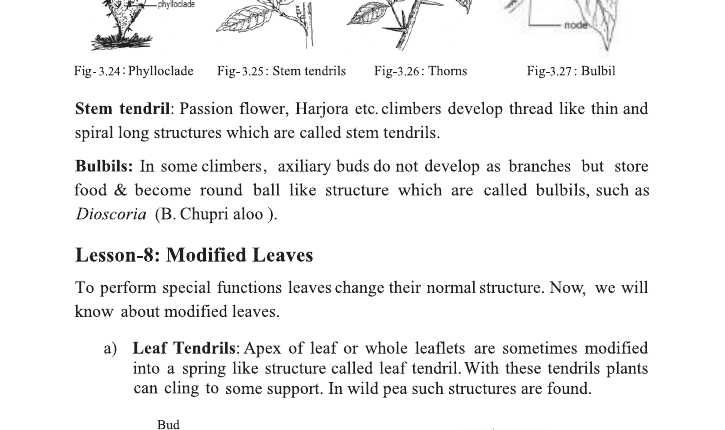 phylloclade
node
Fig-3.24: Phylloclade Fig-3.25: Stem tendrils Fig-3.26: Thorns Fig-3.27: Bulbil
Stem tendril: Passion flower, Harjora etc. climbers develop thread like thin and
spiral long structures which are called stem tendrils.
Bulbils: In some climbers, axiliary buds do not develop as branches but store
food & become round ball like structure which are called bulbils, such as
Dioscoria (B. Chupri aloo ).
Lesson-8: Modified Leaves
To perform special functions leaves change their normal structure. Now, we will
know about modified leaves.
a) Leaf Tendrils: Apex of leaf or whole leaflets are sometimes modified
into a spring like structure called leaf tendril. With these tendrils plants
can cling to some support. In wild pea such structures are found.
Bud